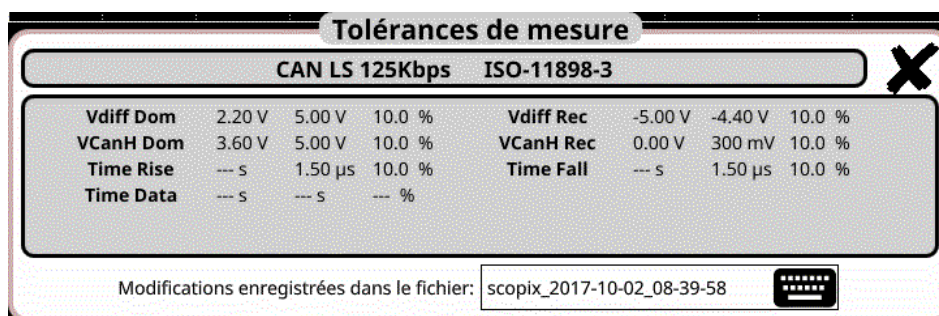 Tolérances de mesure
CAN LS 125Kbps ISO-11898-3
Vdiff Dom 2.20 V 5.00 V 10.0 % Vdiff Rec -5.00 V -4.40 V 10.0 %
VCanH Dom 3.60 V 5.00 V 10.0 % VCanH Rec 0.00 V 300 mV 10.0 %
Time Rise --- s 1.50 µs 10.0 % Time Fall --- s 1.50 µs 10.0 %
Time Data --- s --- s --- %
Modifications enregistrées dans le fichier: scopix_2017-10-02_08-39-58